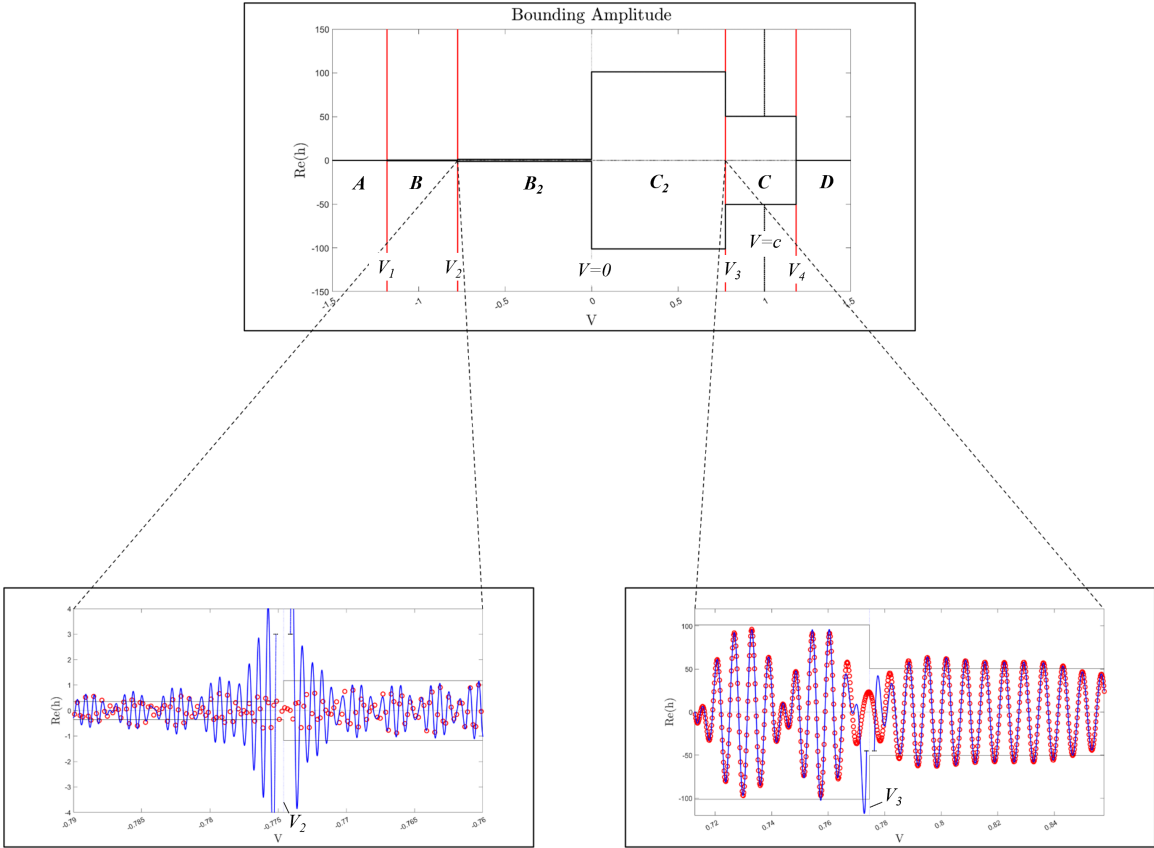 Bounding Amplitude
150
100
50
0
-50
-100
-150
Re(h)
A
B
B2
C2
C
D
V1
V2
V=0
V3
V=c
V4
-1.5
-1
-0.5
0
0.5
1
1.5
V
4
3
2
1
0
-1
-2
-3
-4
Re(h)
V2
-0.79
-0.785
-0.78
-0.775
-0.77
-0.765
-0.76
V
100
50
0
-50
-100
Re(h)
V3
0.72
0.74
0.76
0.78
0.8
0.82
0.84
V